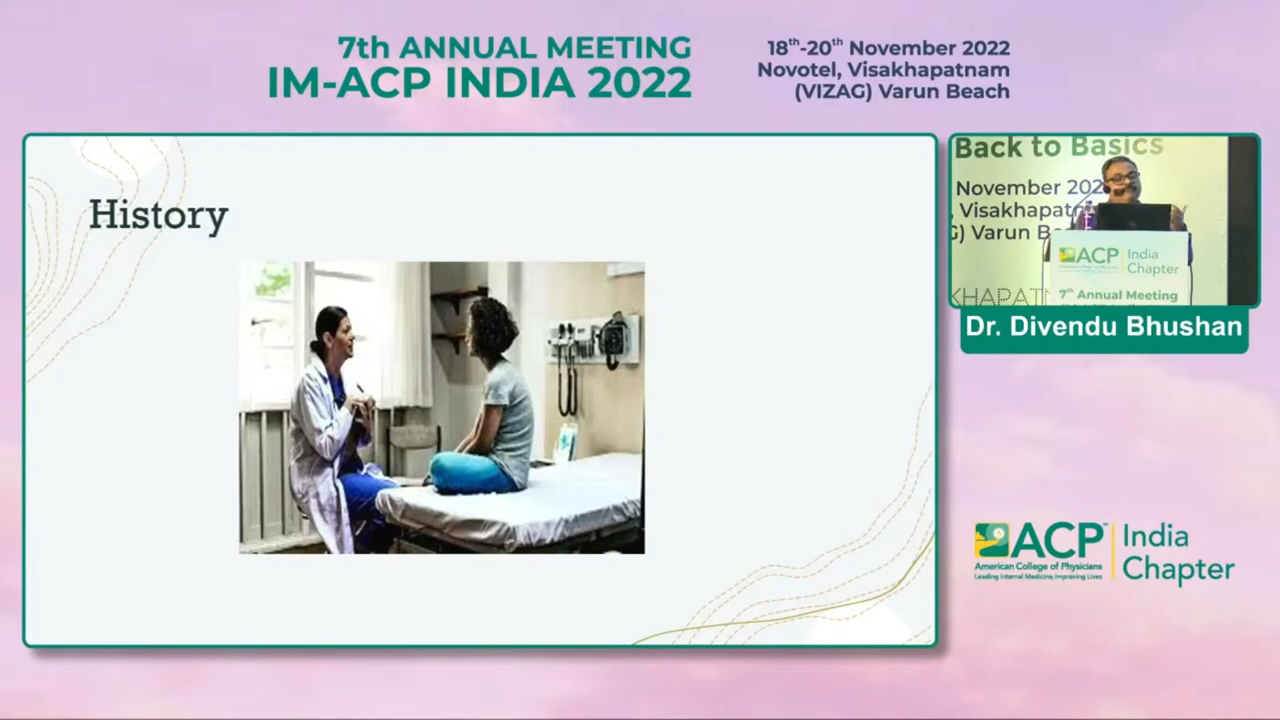 7th ANNUAL MEETING
IM-ACP INDIA 2022
18th-20th November 2022
Novotel, Visakhapatnam
(VIZAG) Varun Beach
History
Back to Basics
November 202
Visakhapatn
G) Varun B
KHAPATN
ACP India
Chapter
7th Annual Meeting
Dr. Divendu Bhushan
ACP™ India
American College of Physicians Chapter
Leading Internal Medicine, Improving Lives